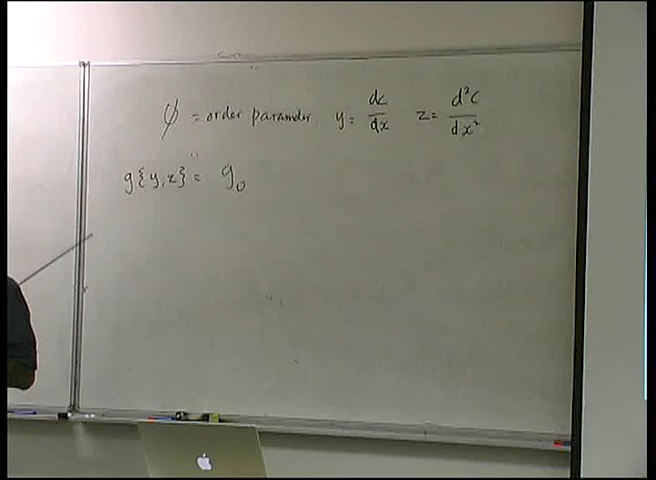 ϕ = order parameter y = dc/dx z = d²c/dx²
g{y,z} = g₀